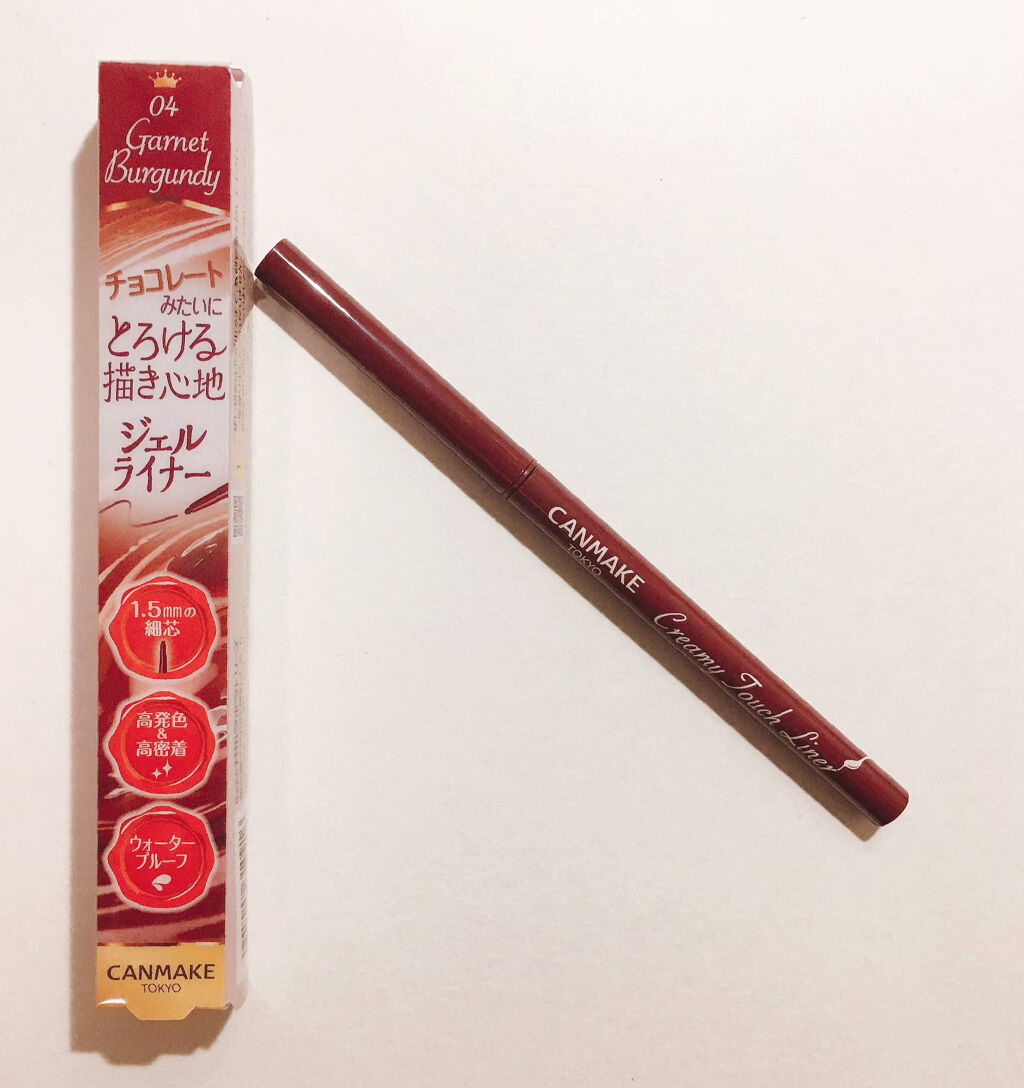 04
Garnet
Burgundy
チョコレート
みたいに
とろける
描き心地
ジェル
ライナー
1.5mmの
細芯
高発色
&
高密着
ウォーター
プルーフ
CANMAKE
TOKYO
CANMAKE
TOKYO
Creamy Touch Liner